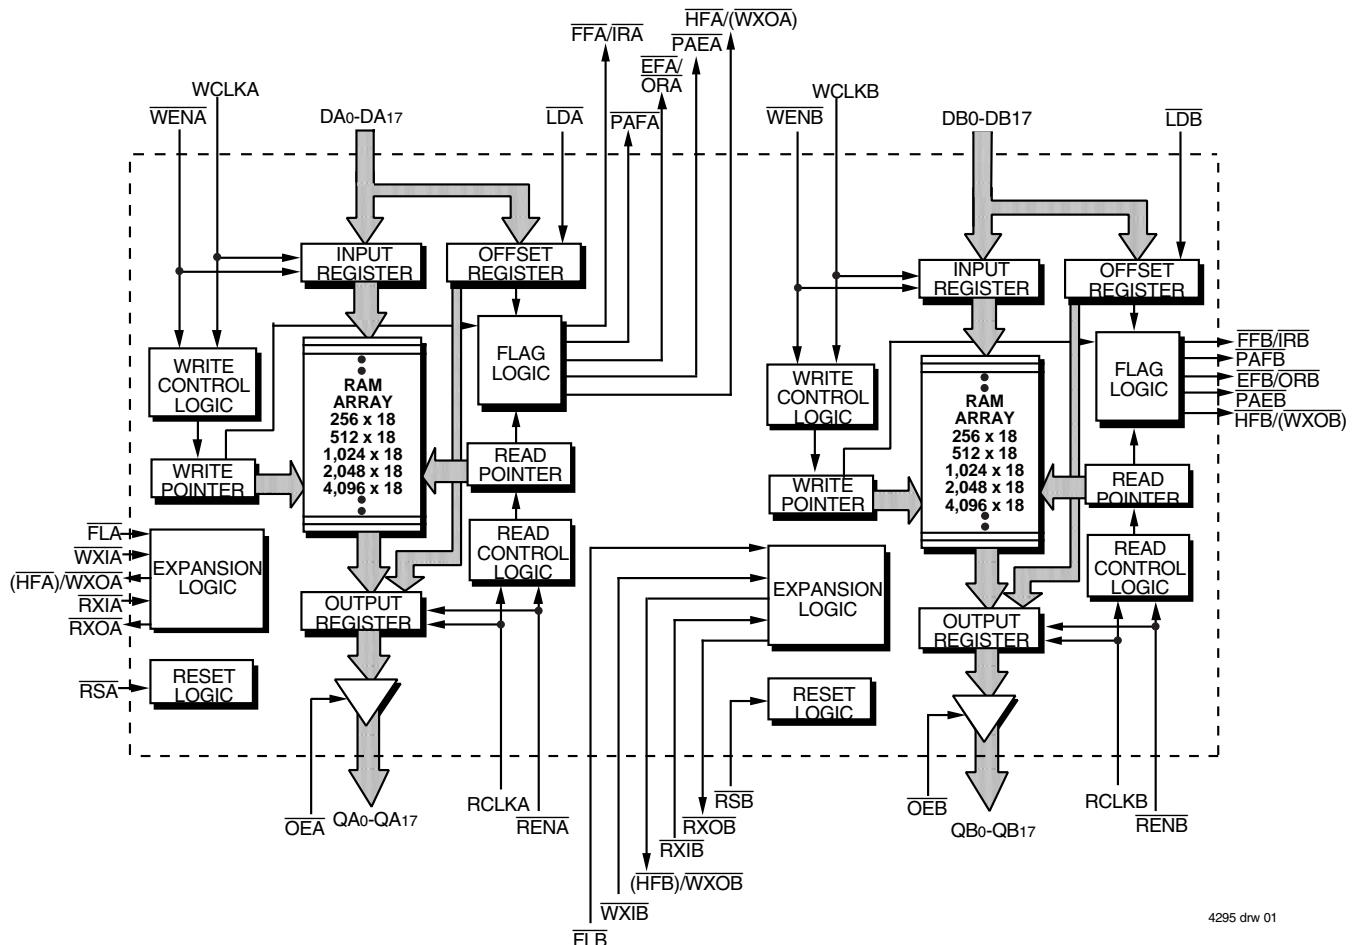 HFA/(WXOA)
FFA/IRA
PAEA
EFA/
ORA
WCLKA
WCLKB
WENA
DA0-DA17
LDA
PAFA
WENB
DB0-DB17
LDB
INPUT
REGISTER
OFFSET
REGISTER
INPUT
REGISTER
OFFSET
REGISTER
WRITE
CONTROL
LOGIC
RAM
ARRAY
256 x 18
512 x 18
1,024 x 18
2,048 x 18
4,096 x 18
FLAG
LOGIC
WRITE
CONTROL
LOGIC
RAM
ARRAY
256 x 18
512 x 18
1,024 x 18
2,048 x 18
4,096 x 18
FLAG
LOGIC
FFB/IRB
PAFB
EFB/ORB
PAEB
HFB/(WXOB)
WRITE
POINTER
READ
POINTER
WRITE
POINTER
READ
POINTER
FLA
WXIA
(HFA)/WXOA
RXIA
RXOA
EXPANSION
LOGIC
READ
CONTROL
LOGIC
EXPANSION
LOGIC
READ
CONTROL
LOGIC
OUTPUT
REGISTER
OUTPUT
REGISTER
RSA
RESET
LOGIC
RESET
LOGIC
OEA
QA0-QA17
RCLKA
RENA
RSB
RXOB
RXIB
(HFB)/WXOB
WXIB
FLB
OEB
QB0-QB17
RCLKB
RENB
4295 drw 01